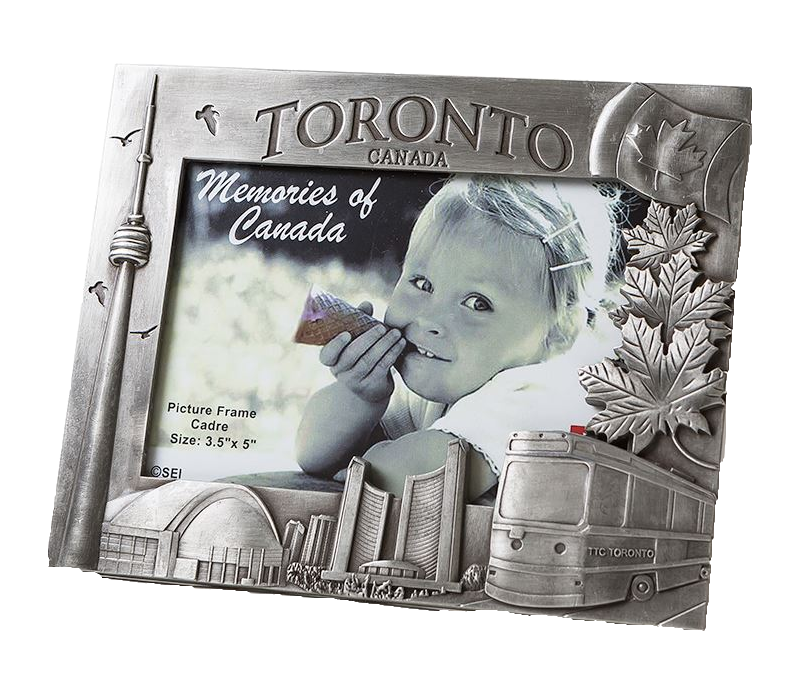 TORONTO
CANADA
Memories of
Canada
Picture Frame
Cadre
Size: 3.5"x 5"
©SEI
TTC TORONTO